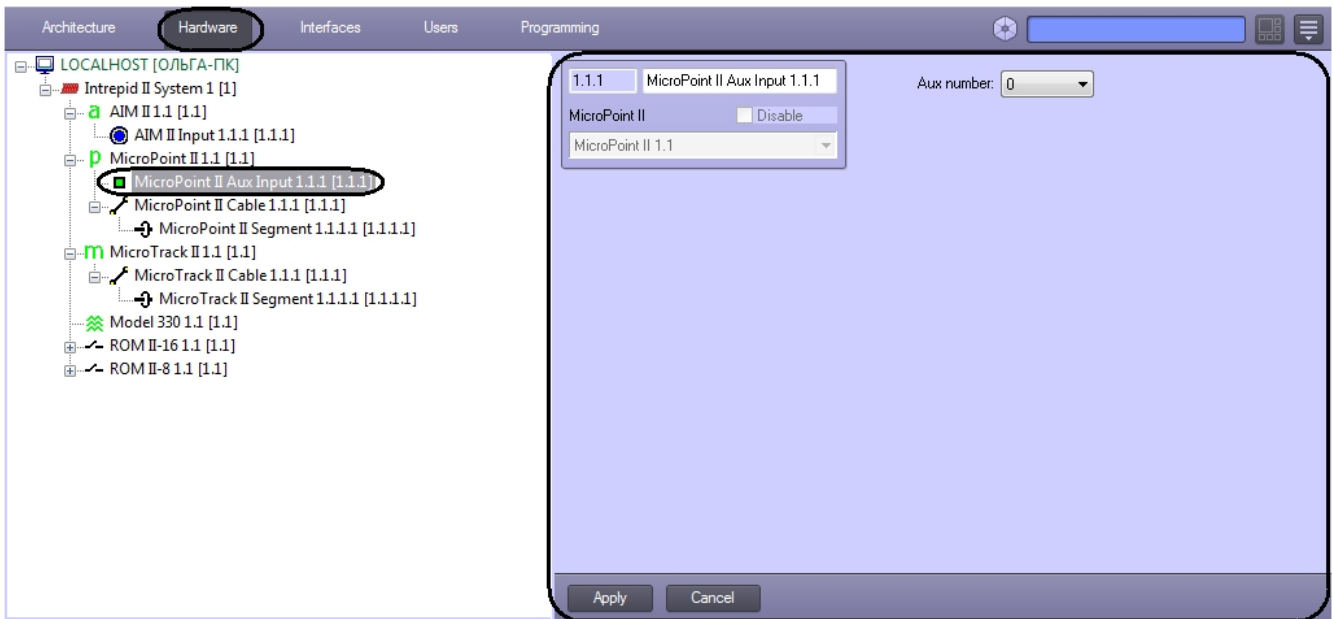 Architecture Hardware Interfaces Users Programming
LOCALHOST [ОЛЬГА-ПК]
Intrepid II System 1 [1]
a AIM II 1.1 [1.1]
AIM II Input 1.1.1 [1.1.1]
p MicroPoint II 1.1 [1.1]
MicroPoint II Aux Input 1.1.1 [1.1.1]
MicroPoint II Cable 1.1.1 [1.1.1]
MicroPoint II Segment 1.1.1.1 [1.1.1.1]
m MicroTrack II 1.1 [1.1]
MicroTrack II Cable 1.1.1 [1.1.1]
MicroTrack II Segment 1.1.1.1 [1.1.1.1]
Model 330 1.1 [1.1]
ROM II-16 1.1 [1.1]
ROM II-8 1.1 [1.1]
1.1.1 MicroPoint II Aux Input 1.1.1
MicroPoint II Disable
MicroPoint II 1.1
Aux number: 0
Apply Cancel